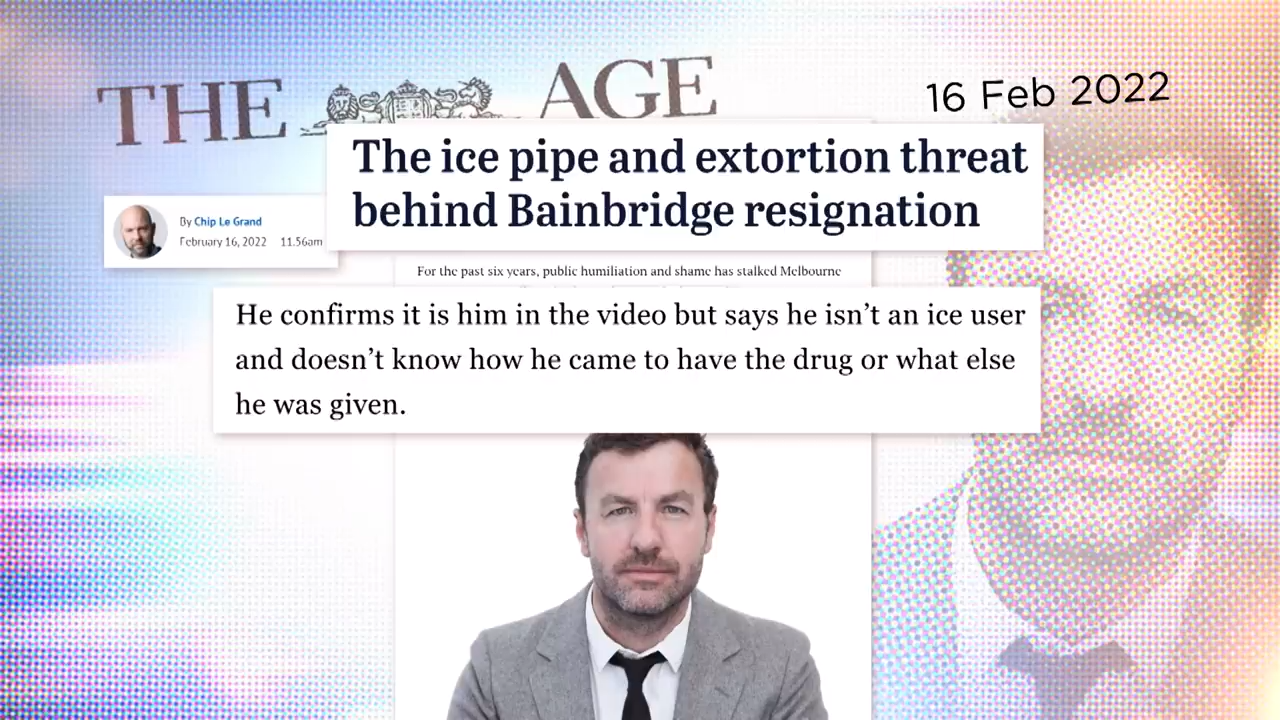 THE AGE
16 Feb 2022
The ice pipe and extortion threat
behind Bainbridge resignation
By Chip Le Grand
February 16, 2022 11.56am
For the past six years, public humiliation and shame has stalked Melbourne
He confirms it is him in the video but says he isn’t an ice user
and doesn’t know how he came to have the drug or what else
he was given.